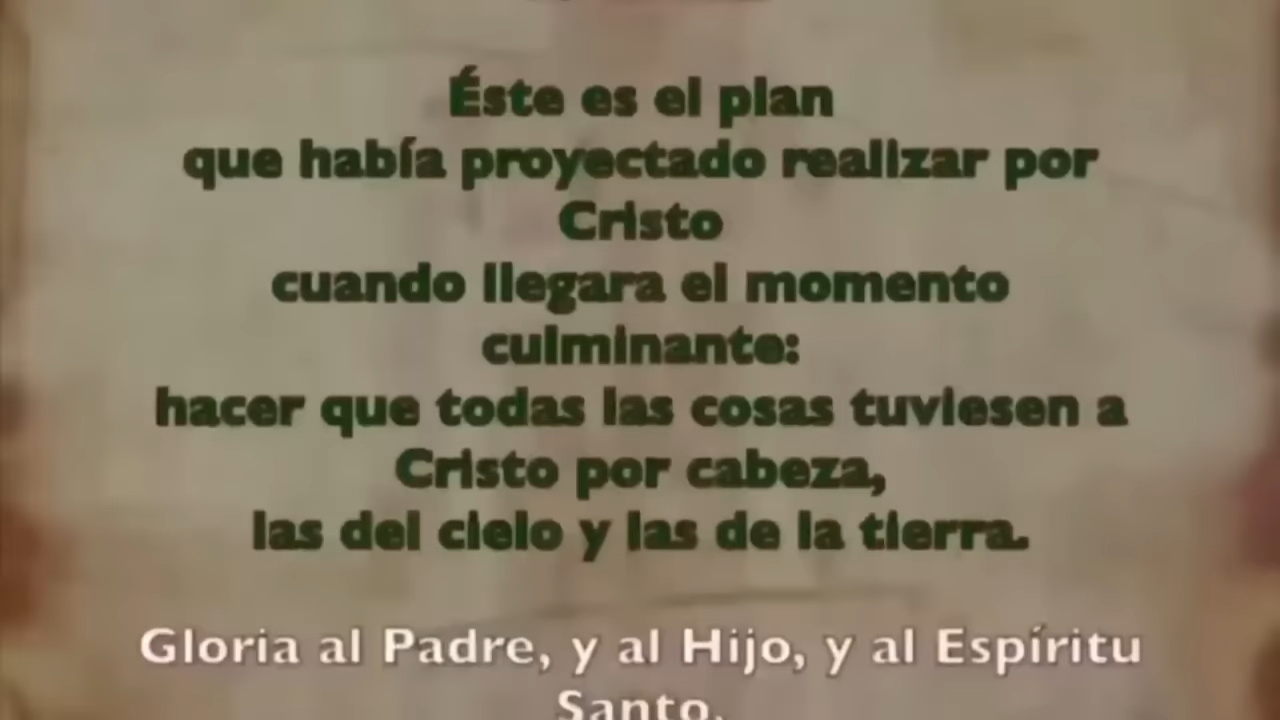 Éste es el plan
que había proyectado realizar por
Cristo
cuando llegara el momento
culminante:
hacer que todas las cosas tuviesen a
Cristo por cabeza,
las del cielo y las de la tierra.
Gloria al Padre, y al Hijo, y al Espíritu
Santo.